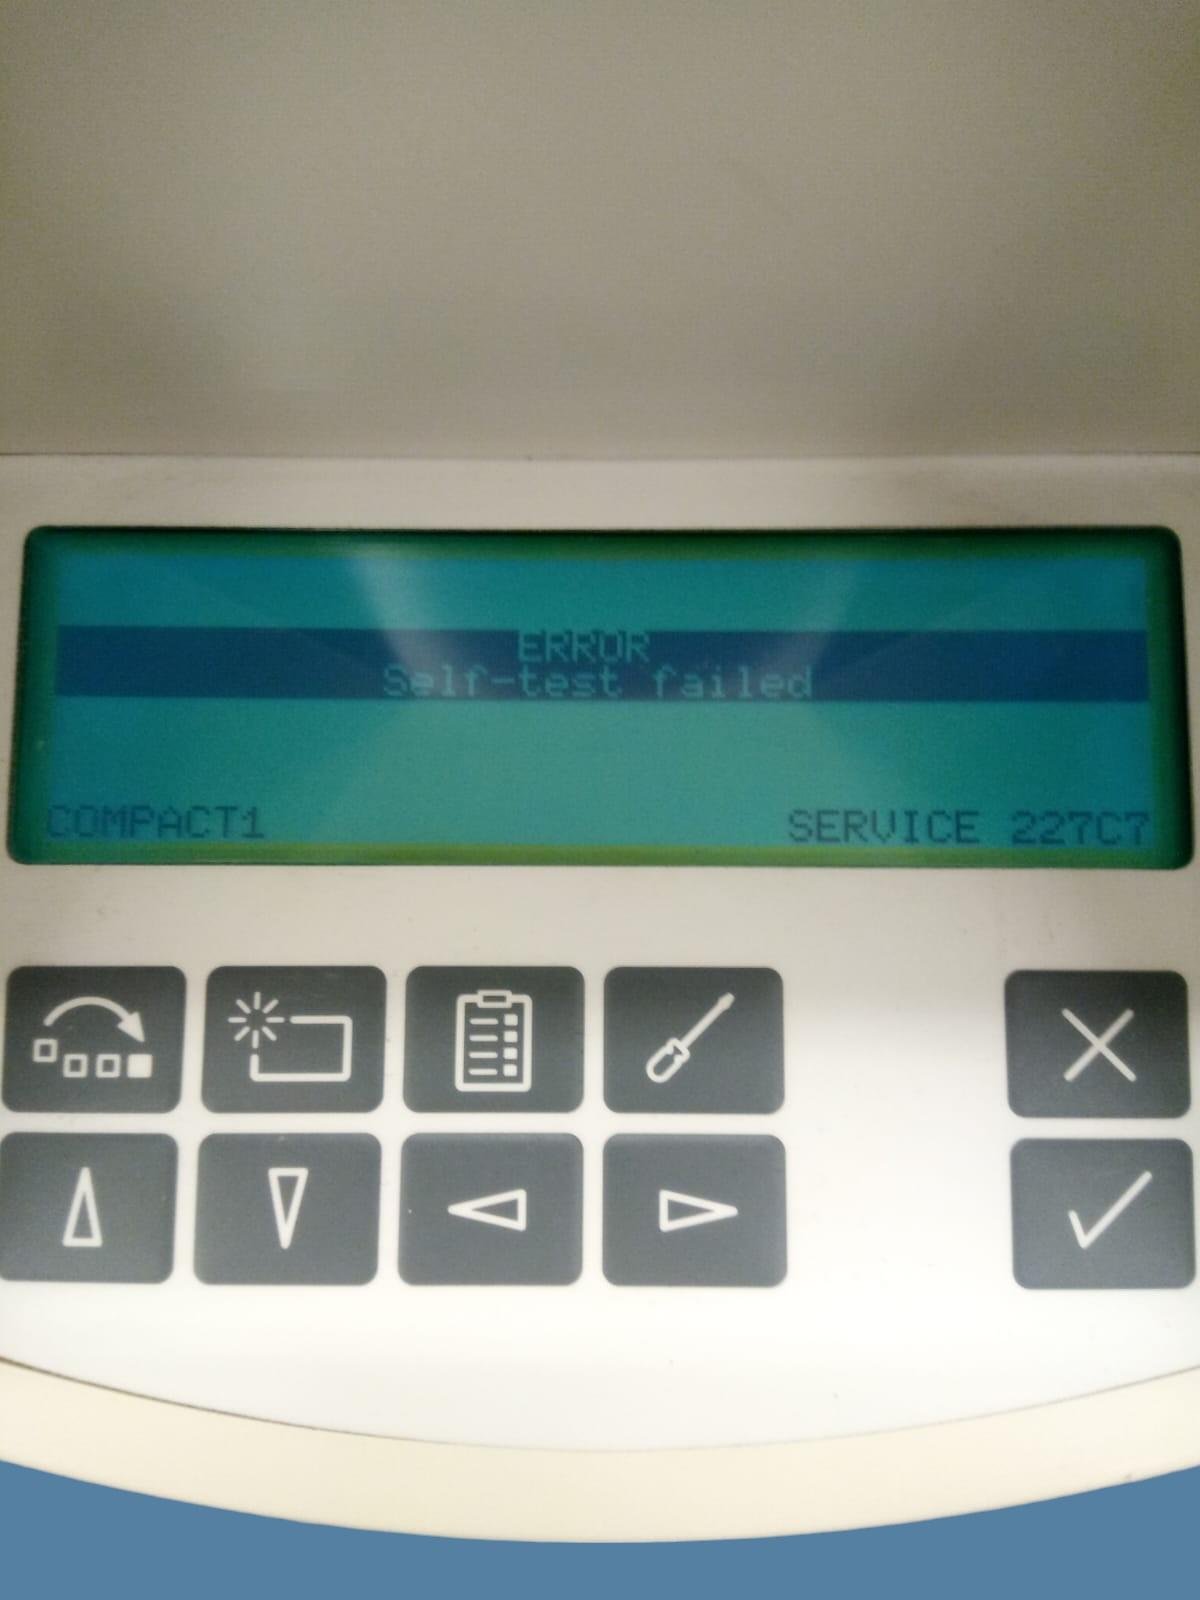 ERROR
Self-test failed
COMPACT1 SERVICE 227C7